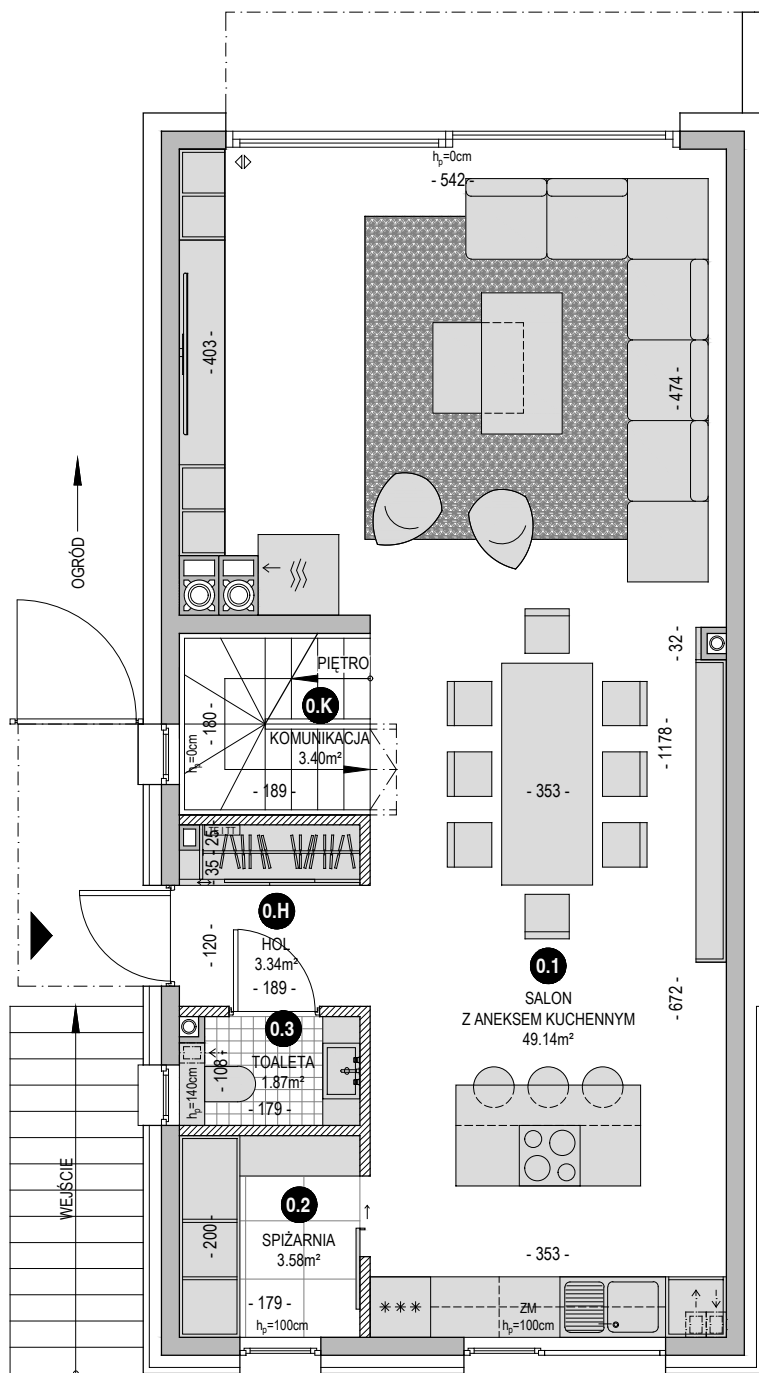 hp=0cm
- 542 -
- 403 -
- 474 -
OGRÓD
- 32 -
PIĘTRO
0.K
KOMUNIKACJA
3.40m²
- 180 -
hp=0cm
- 189 -
- 1178 -
- 353 -
- 25 -
- 35 -
0.H
HOL
3.34m²
- 189 -
- 120 -
0.1
SALON
Z ANEKSEM KUCHENNYM
49.14m²
- 672 -
0.3
TOALETA
1.87m²
- 179 -
- 108 -
hp=140cm
WEJŚCIE
0.2
SPIŻARNIA
3.58m²
- 200 -
- 179 -
hp=100cm
- 353 -
***
ZM
hp=100cm